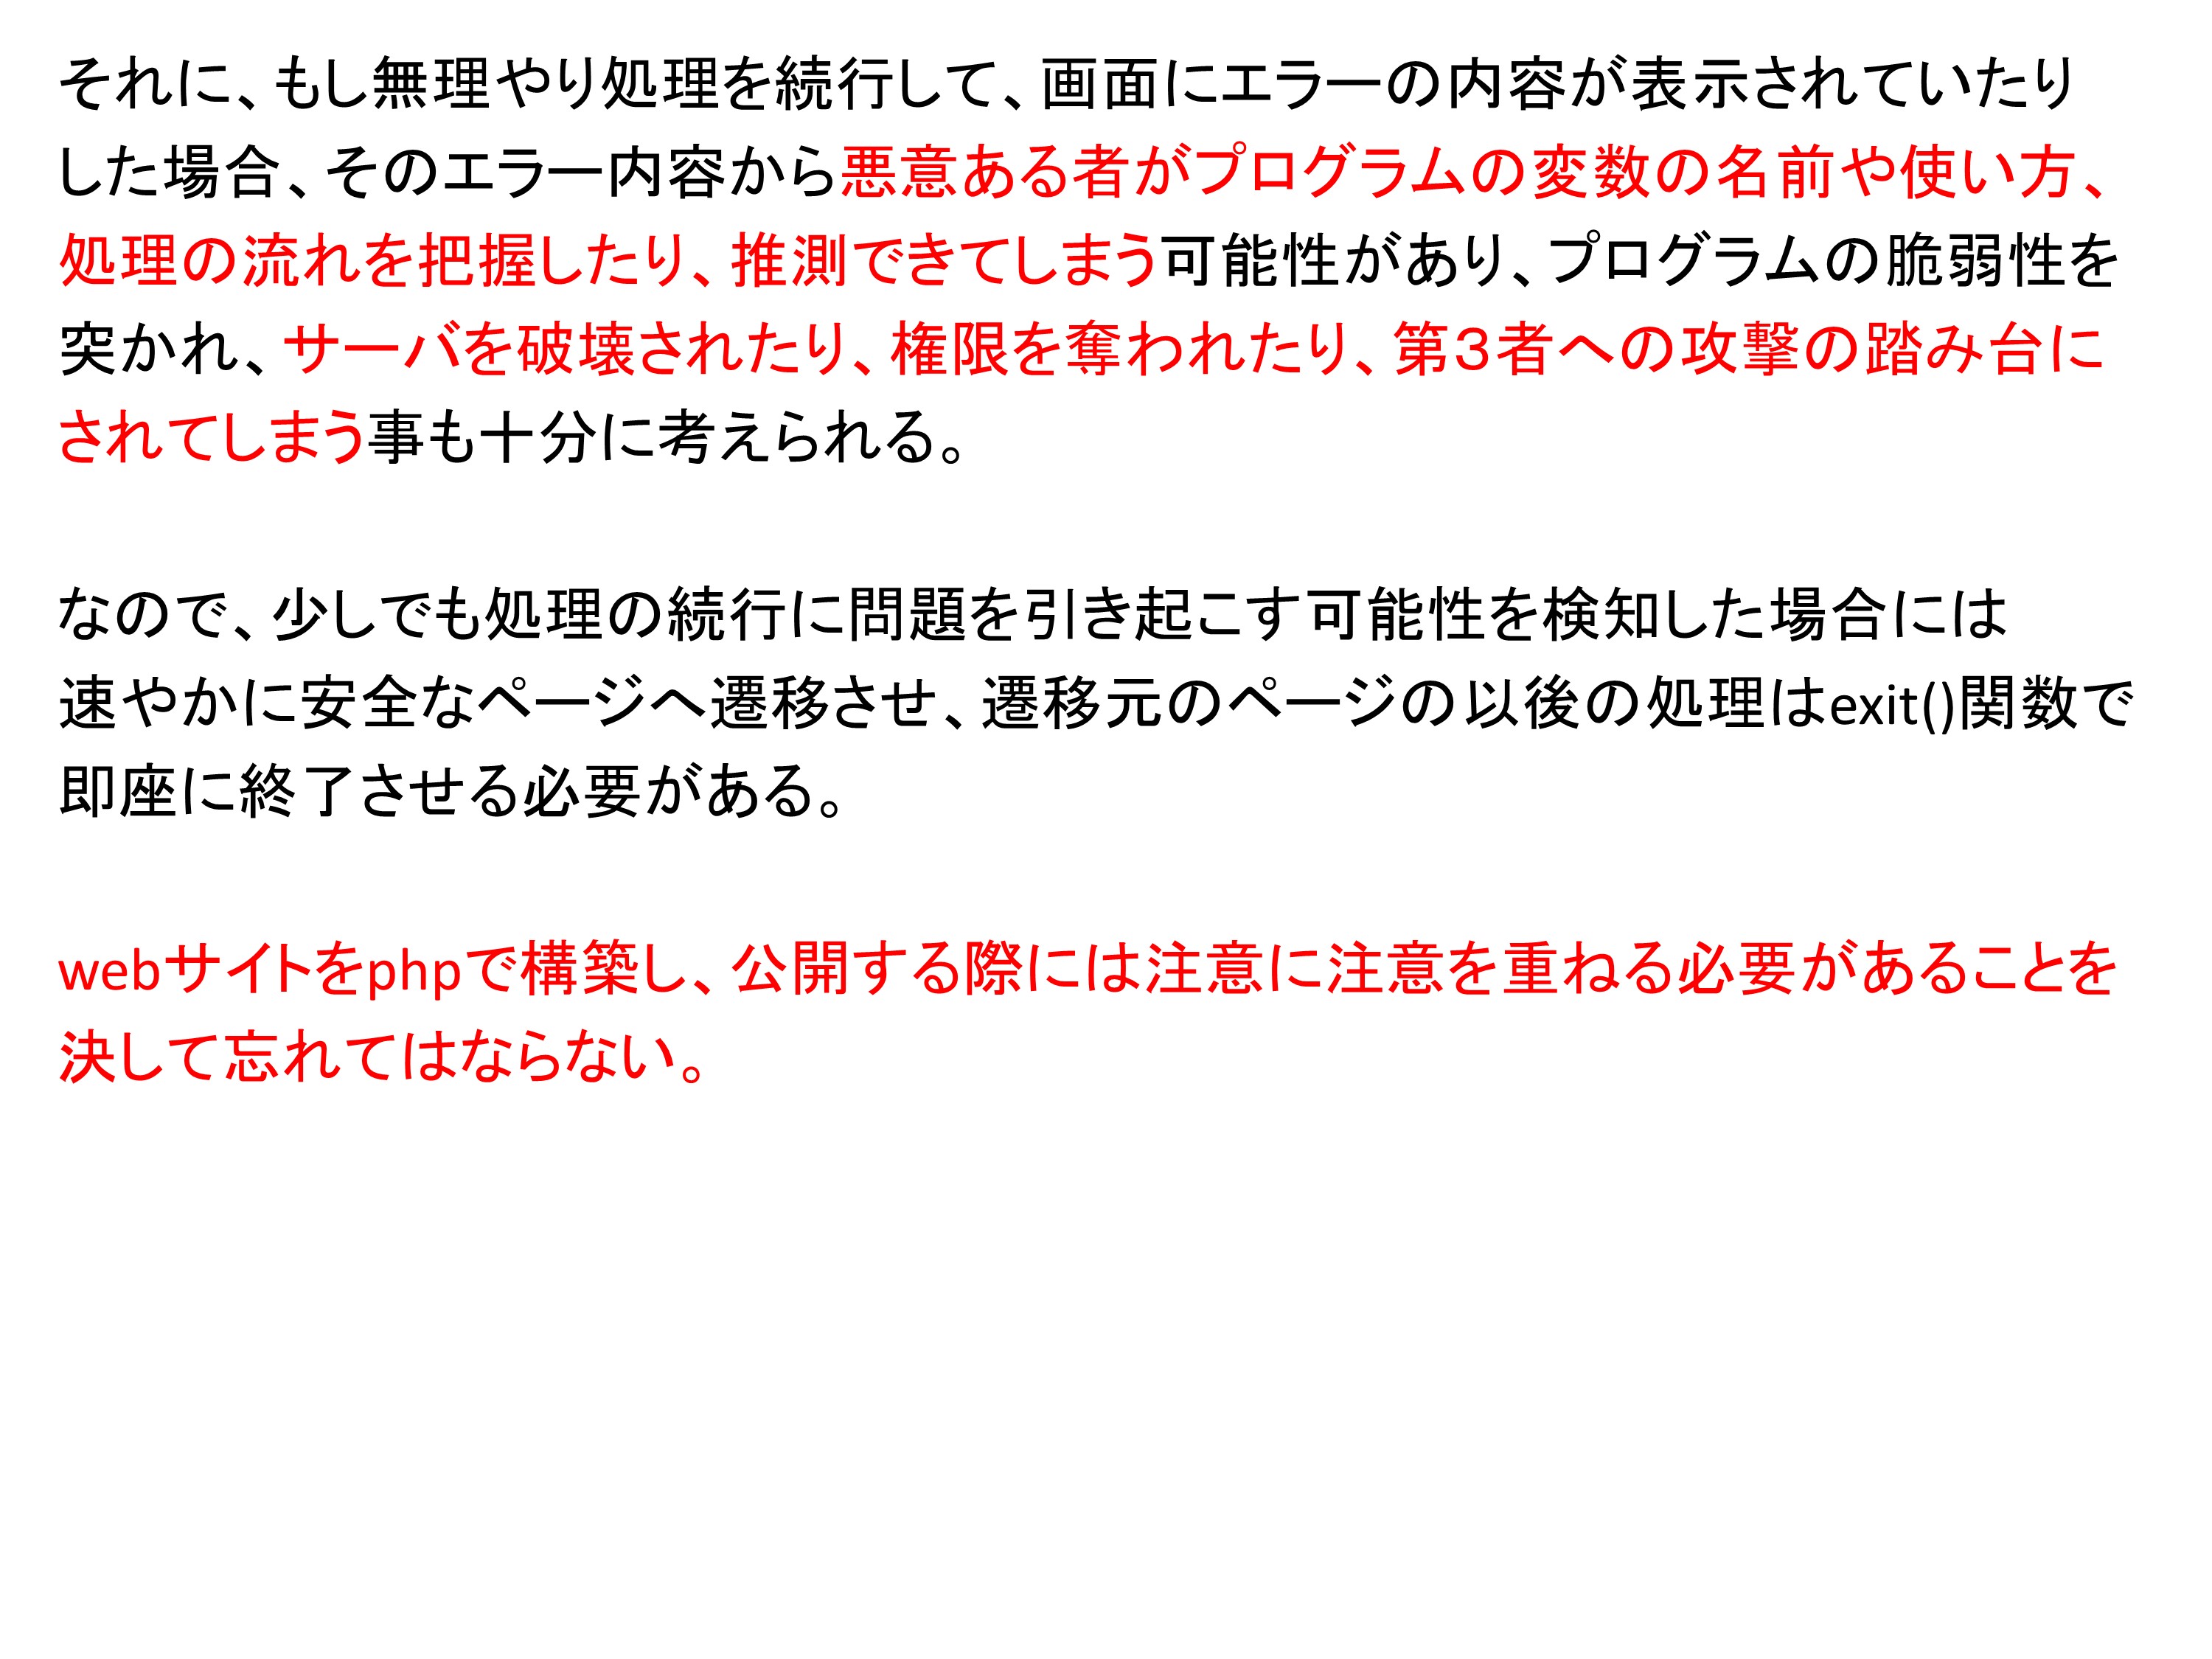 それに、もし無理やり処理を続行して、画面にエラーの内容が表示されていたり
した場合、そのエラー内容から悪意ある者がプログラムの変数の名前や使い方、
処理の流れを把握したり、推測できてしまう可能性があり、プログラムの脆弱性を
突かれ、サーバを破壊されたり、権限を奪われたり、第3者への攻撃の踏み台に
されてしまう事も十分に考えられる。
なので、少しでも処理の続行に問題を引き起こす可能性を検知した場合には
速やかに安全なページへ遷移させ、遷移元のページの以後の処理はexit()関数で
即座に終了させる必要がある。
webサイトをphpで構築し、公開する際には注意に注意を重ねる必要があることを
決して忘れてはならない。